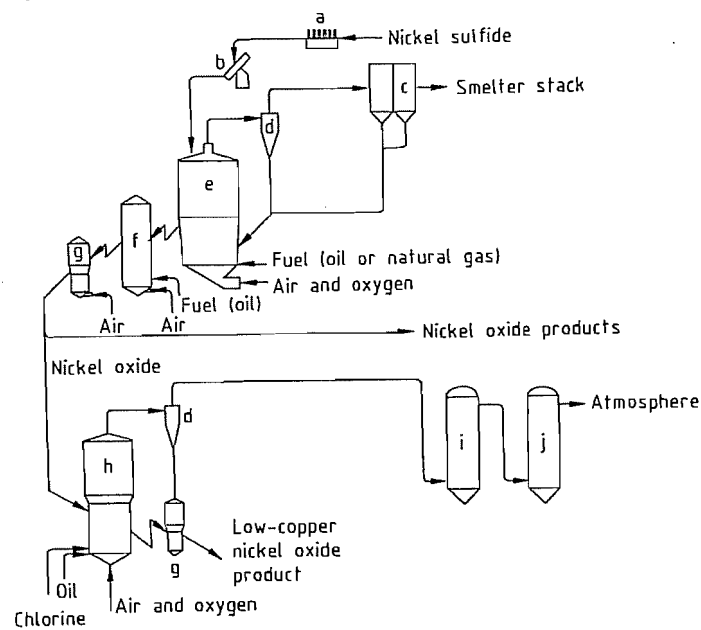 a
Nickel sulfide
b
c
Smelter stack
d
e
f
g
Fuel (oil or natural gas)
Air and oxygen
Fuel (oil)
Air
Air
Nickel oxide products
Nickel oxide
d
Atmosphere
h
i
j
Low-copper
nickel oxide
product
g
Oil
Air and oxygen
Chlorine